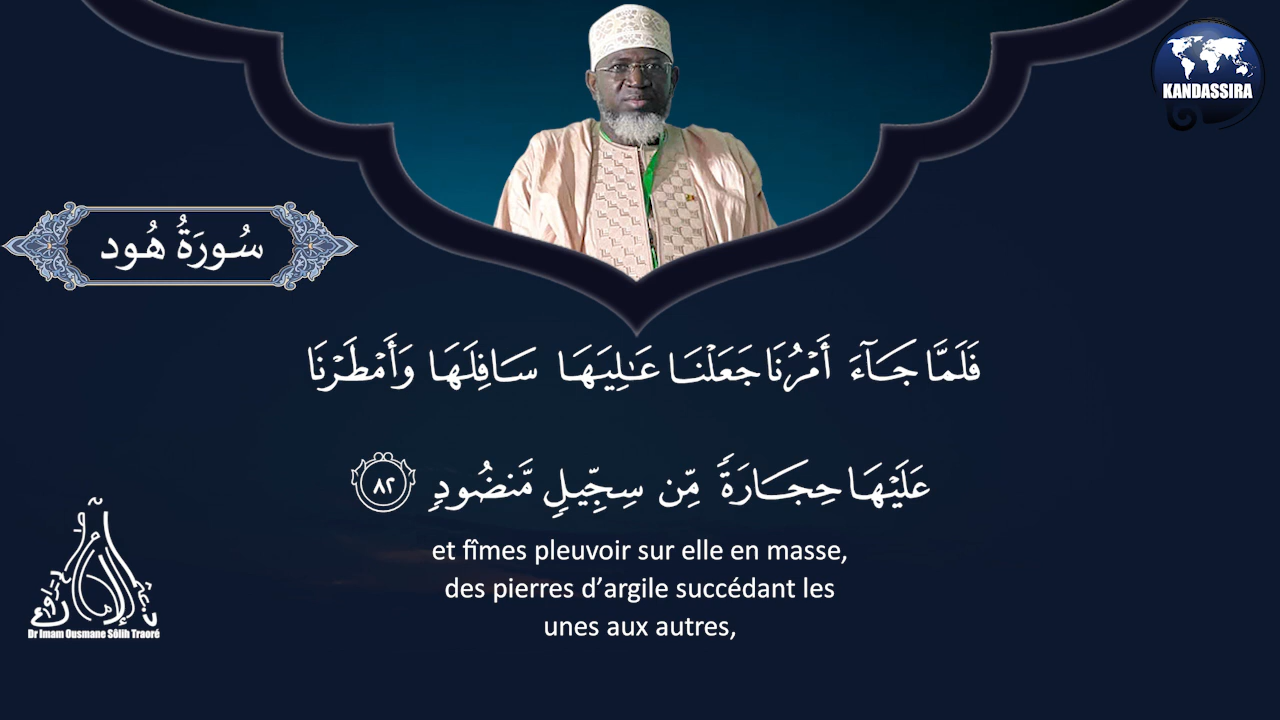 KANDASSIRA
سُورَةُ هُود
فَلَمَّا جَآءَ أَمْرُنَا جَعَلْنَا عَـٰلِيَهَا سَافِلَهَا وَأَمْطَرْنَا
عَلَيْهَا حِجَارَةً مِّن سِجِّيلٍ مَّنضُودٍ ٨٢
et fîmes pleuvoir sur elle en masse,
des pierres d’argile succédant les
unes aux autres,
Dr Imam Ousmane Sôlih Traoré